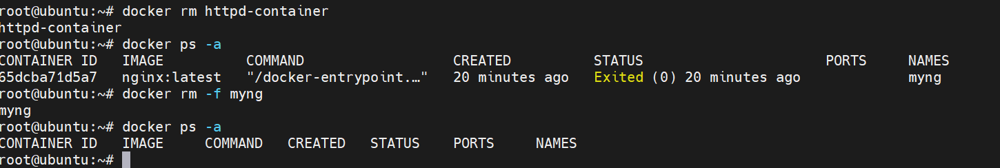 root@ubuntu:~# docker rm httpd-container
httpd-container
root@ubuntu:~# docker ps -a
CONTAINER ID   IMAGE          COMMAND                  CREATED          STATUS                      PORTS     NAMES
65dcba71d5a7   nginx:latest   "/docker-entrypoint.…"   20 minutes ago   Exited (0) 20 minutes ago             myng
root@ubuntu:~# docker rm -f myng
myng
root@ubuntu:~# docker ps -a
CONTAINER ID   IMAGE     COMMAND   CREATED   STATUS    PORTS     NAMES
root@ubuntu:~#